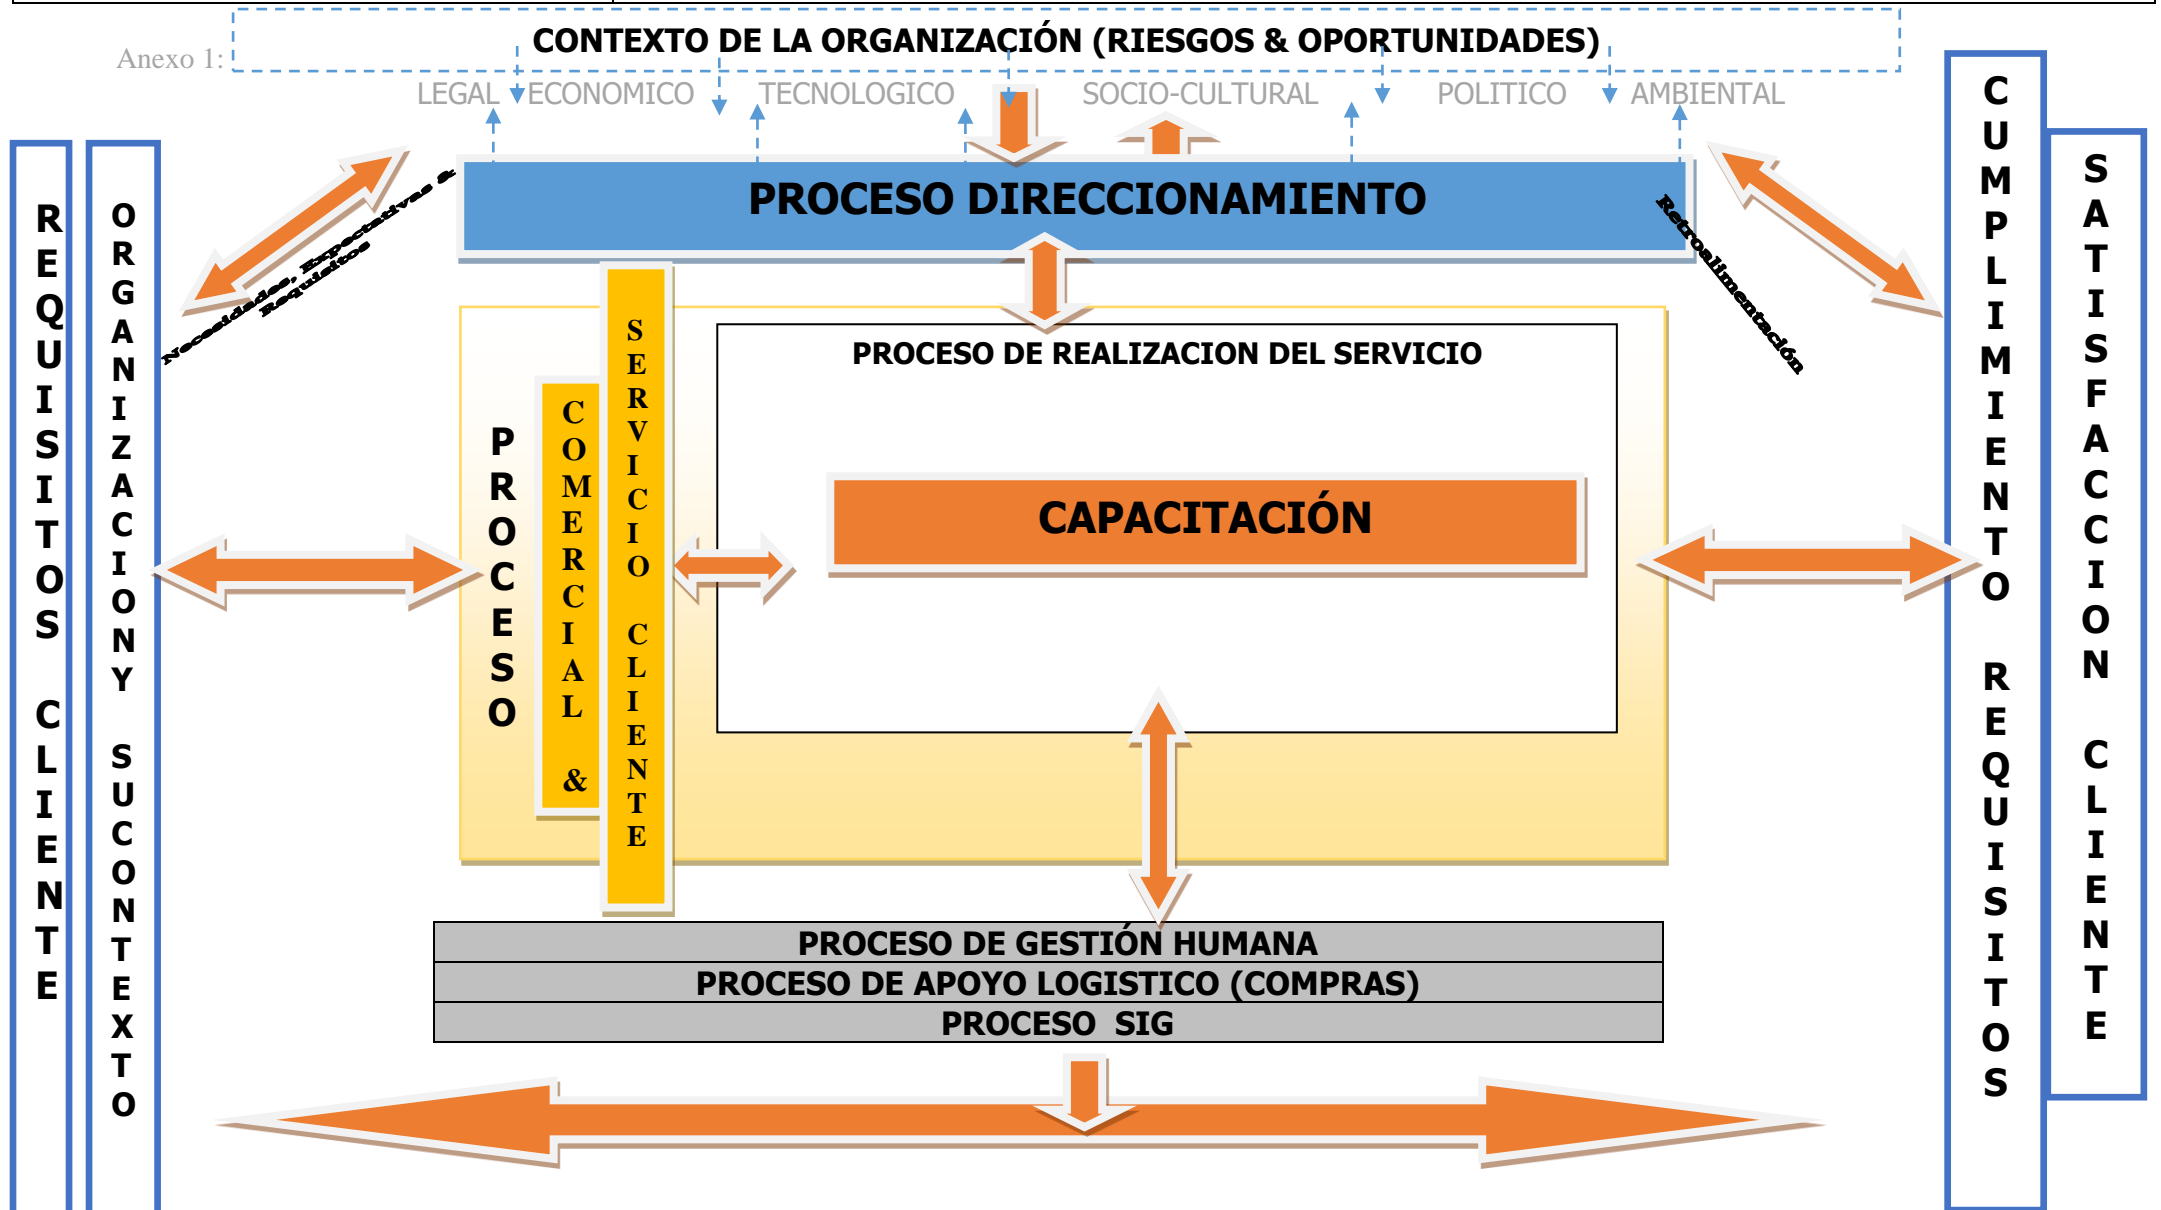 CONTEXTO DE LA ORGANIZACIÓN (RIESGOS & OPORTUNIDADES)
Anexo 1:
LEGAL ECONOMICO TECNOLOGICO SOCIO-CULTURAL POLITICO AMBIENTAL
REQUISITOS CLIENTE
ORGANIZACIONY SUCONTEXTO
Necesidades, Expectativas &
Requisitos
PROCESO DIRECCIONAMIENTO
Retroalimentación
PROCESO
COMERCIAL &
SERVICIO CLIENTE
PROCESO DE REALIZACION DEL SERVICIO
CAPACITACIÓN
CUMPLIMIENTO REQUISITOS
SATISFACCION CLIENTE
PROCESO DE GESTIÓN HUMANA
PROCESO DE APOYO LOGISTICO (COMPRAS)
PROCESO SIG